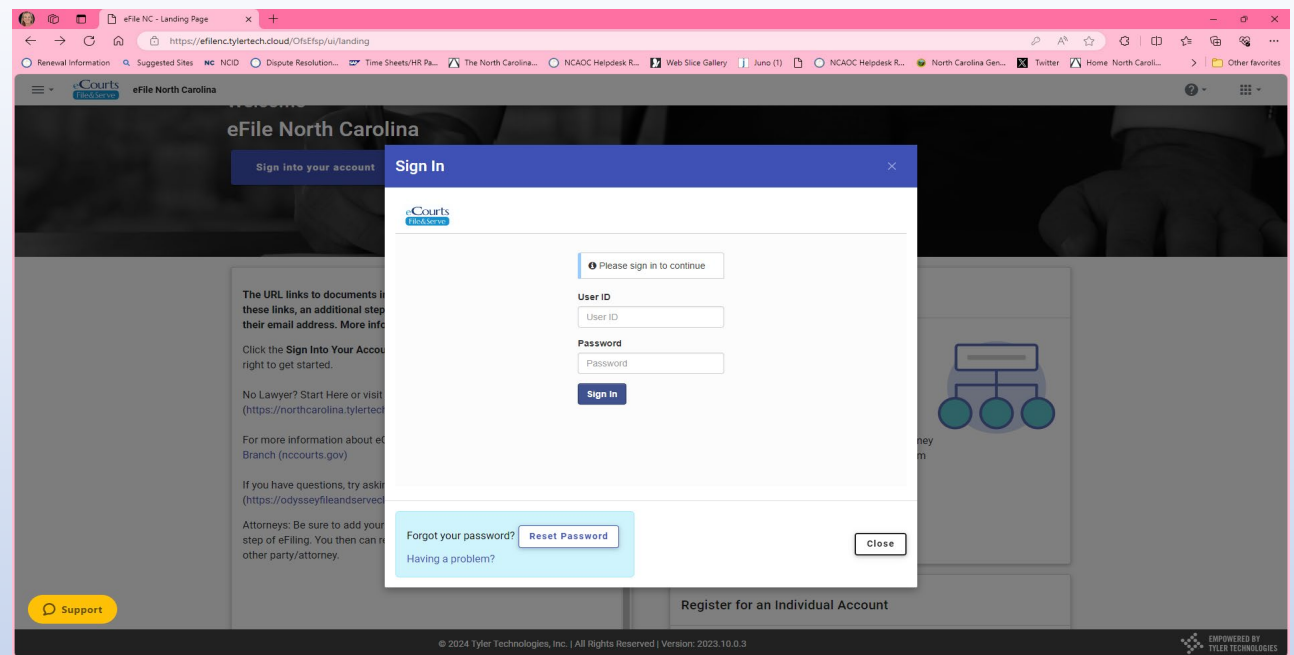 eFile NC - Landing Page
https://efilenc.tylertech.cloud/OfsEfsp/ui/landing
Renewal Information Suggested Sites NC NCID Dispute Resolution... Time Sheets/HR Pa... The North Carolina... NCAOC Helpdesk R... Web Slice Gallery Juno (1) NCAOC Helpdesk R... North Carolina Gen... Twitter Home North Caroli... Other favorites
eCourts
File&Serve
eFile North Carolina
eFile North Carolina
Sign into your account
Sign In
eCourts
File&Serve
Please sign in to continue
User ID
User ID
Password
Password
Sign In
Forgot your password? Reset Password
Having a problem?
Close
The URL links to documents i
these links, an additional step
their email address. More info
Click the Sign Into Your Accou
right to get started.
No Lawyer? Start Here or visit
(https://northcarolina.tylertech
For more information about eC
Branch (nccourts.gov)
If you have questions, try askin
(https://odysseyfileandservecl
Attorneys: Be sure to add your
step of eFiling. You then can re
other party/attorney.
ney
m
Register for an Individual Account
Support
© 2024 Tyler Technologies, Inc. | All Rights Reserved | Version: 2023.10.0.3
EMPOWERED BY
TYLER TECHNOLOGIES